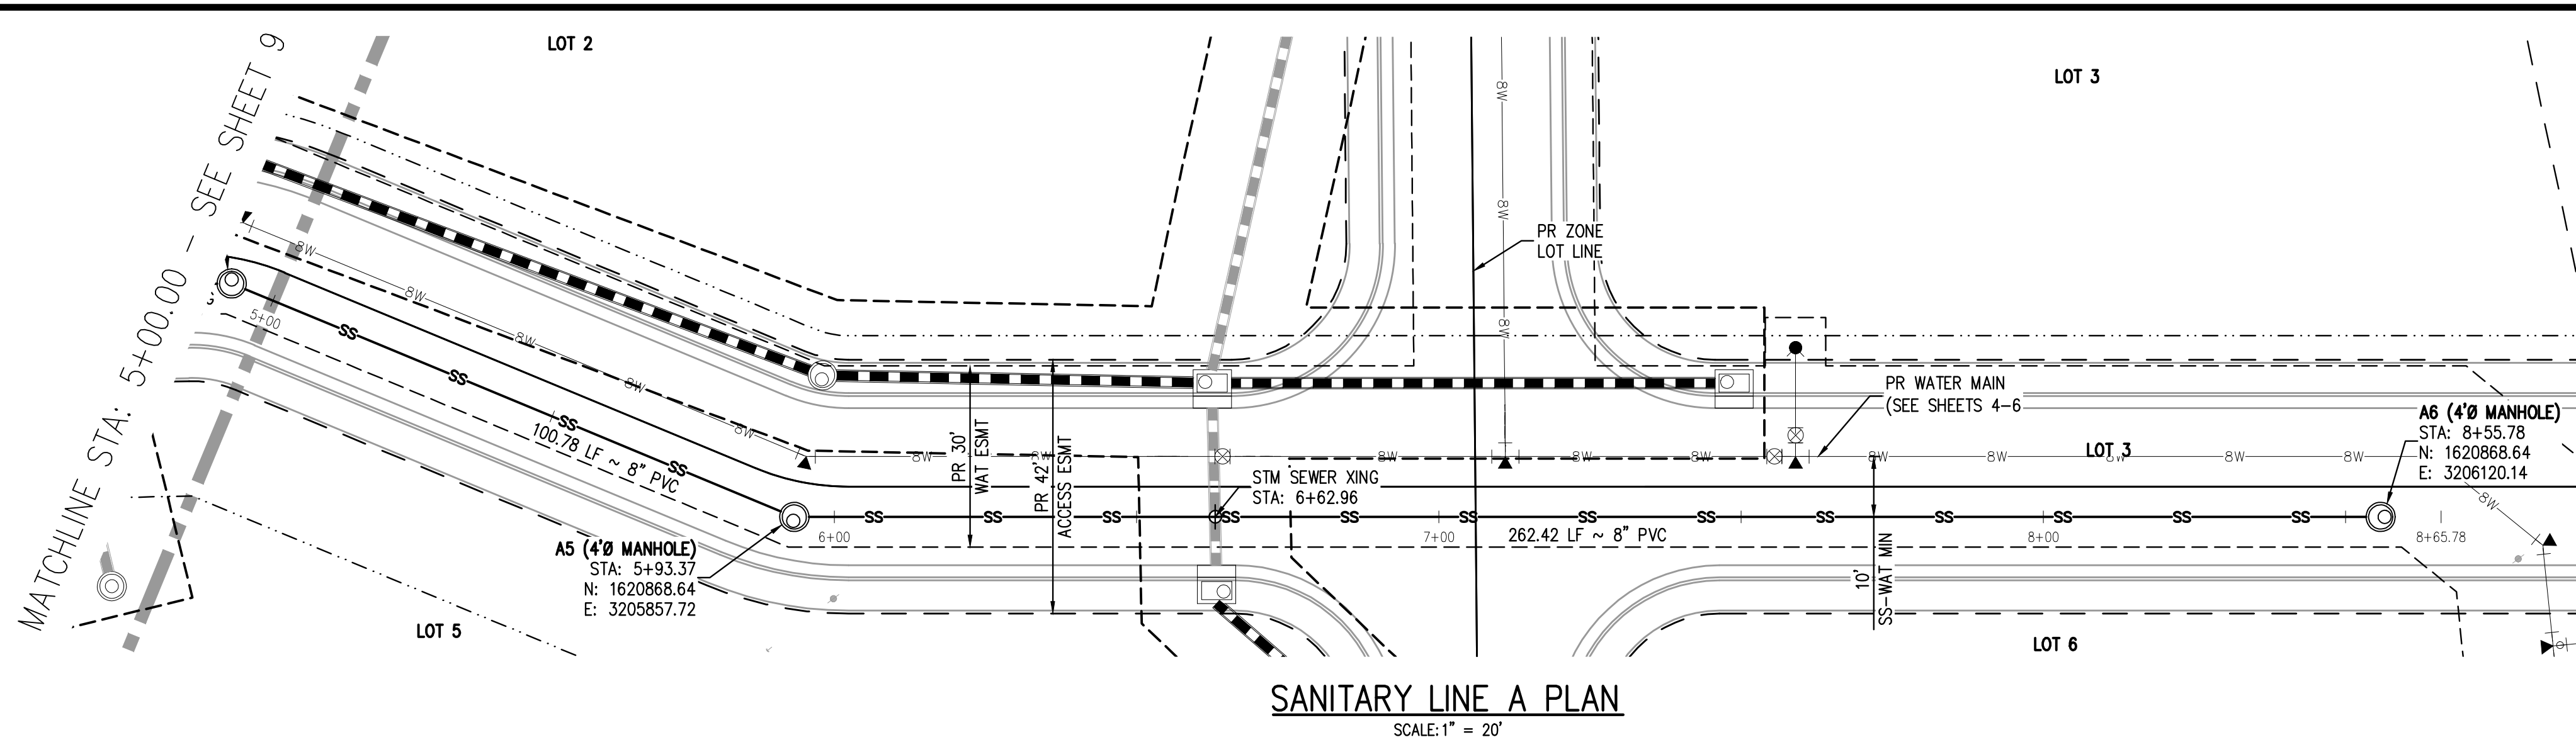 MATCHLINE STA: 5+00.00 - SEE SHEET 9
LOT 2
LOT 3
8W
8W
8W
PR ZONE
LOT LINE
8W
8W
8W
8W
8W
5+00
SS
SS
SS
SS
100.78 LF ~ 8" PVC
PR 30'
WAT ESMT
PR 42'
ACCESS ESMT
8W
8W
8W
8W
8W
8W
8W
8W
8W
8W
8W
STM SEWER XING
STA: 6+62.96
PR WATER MAIN
(SEE SHEETS 4-6
LOT 3
A6 (4'Ø MANHOLE)
STA: 8+55.78
N: 1620868.64
E: 3206120.14
SS
SS
SS
SS
SS
SS
SS
SS
SS
SS
SS
SS
SS
6+00
7+00
262.42 LF ~ 8" PVC
8+00
8+65.78
A5 (4'Ø MANHOLE)
STA: 5+93.37
N: 1620868.64
E: 3205857.72
10'
SS-WAT MIN
LOT 5
LOT 6
SANITARY LINE A PLAN
SCALE: 1" = 20'